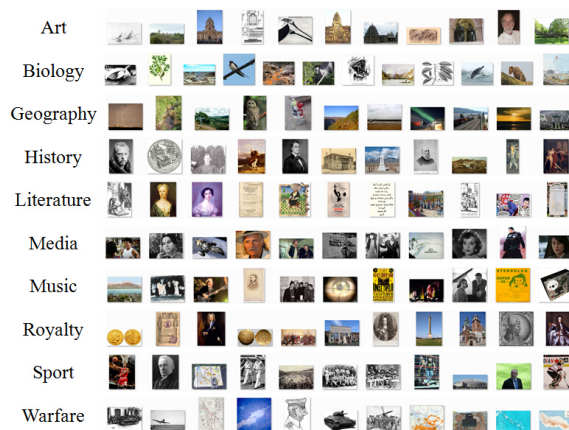 Art
Biology
Geography
History
Literature
Media
Music
Royalty
Sport
Warfare